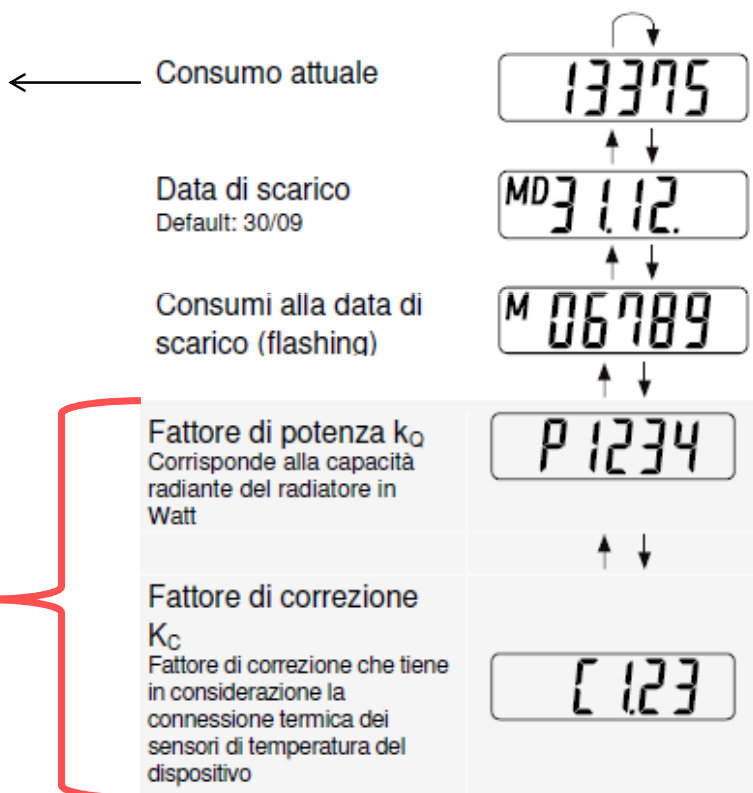 Consumo attuale
13375
Data di scarico
Default: 30/09
MD 31.12.
Consumi alla data di
scarico (flashing)
M 06789
Fattore di potenza kQ
Corrisponde alla capacità
radiante del radiatore in
Watt
P 1234
Fattore di correzione
KC
Fattore di correzione che tiene
in considerazione la
connessione termica dei
sensori di temperatura del
dispositivo
C 1.23